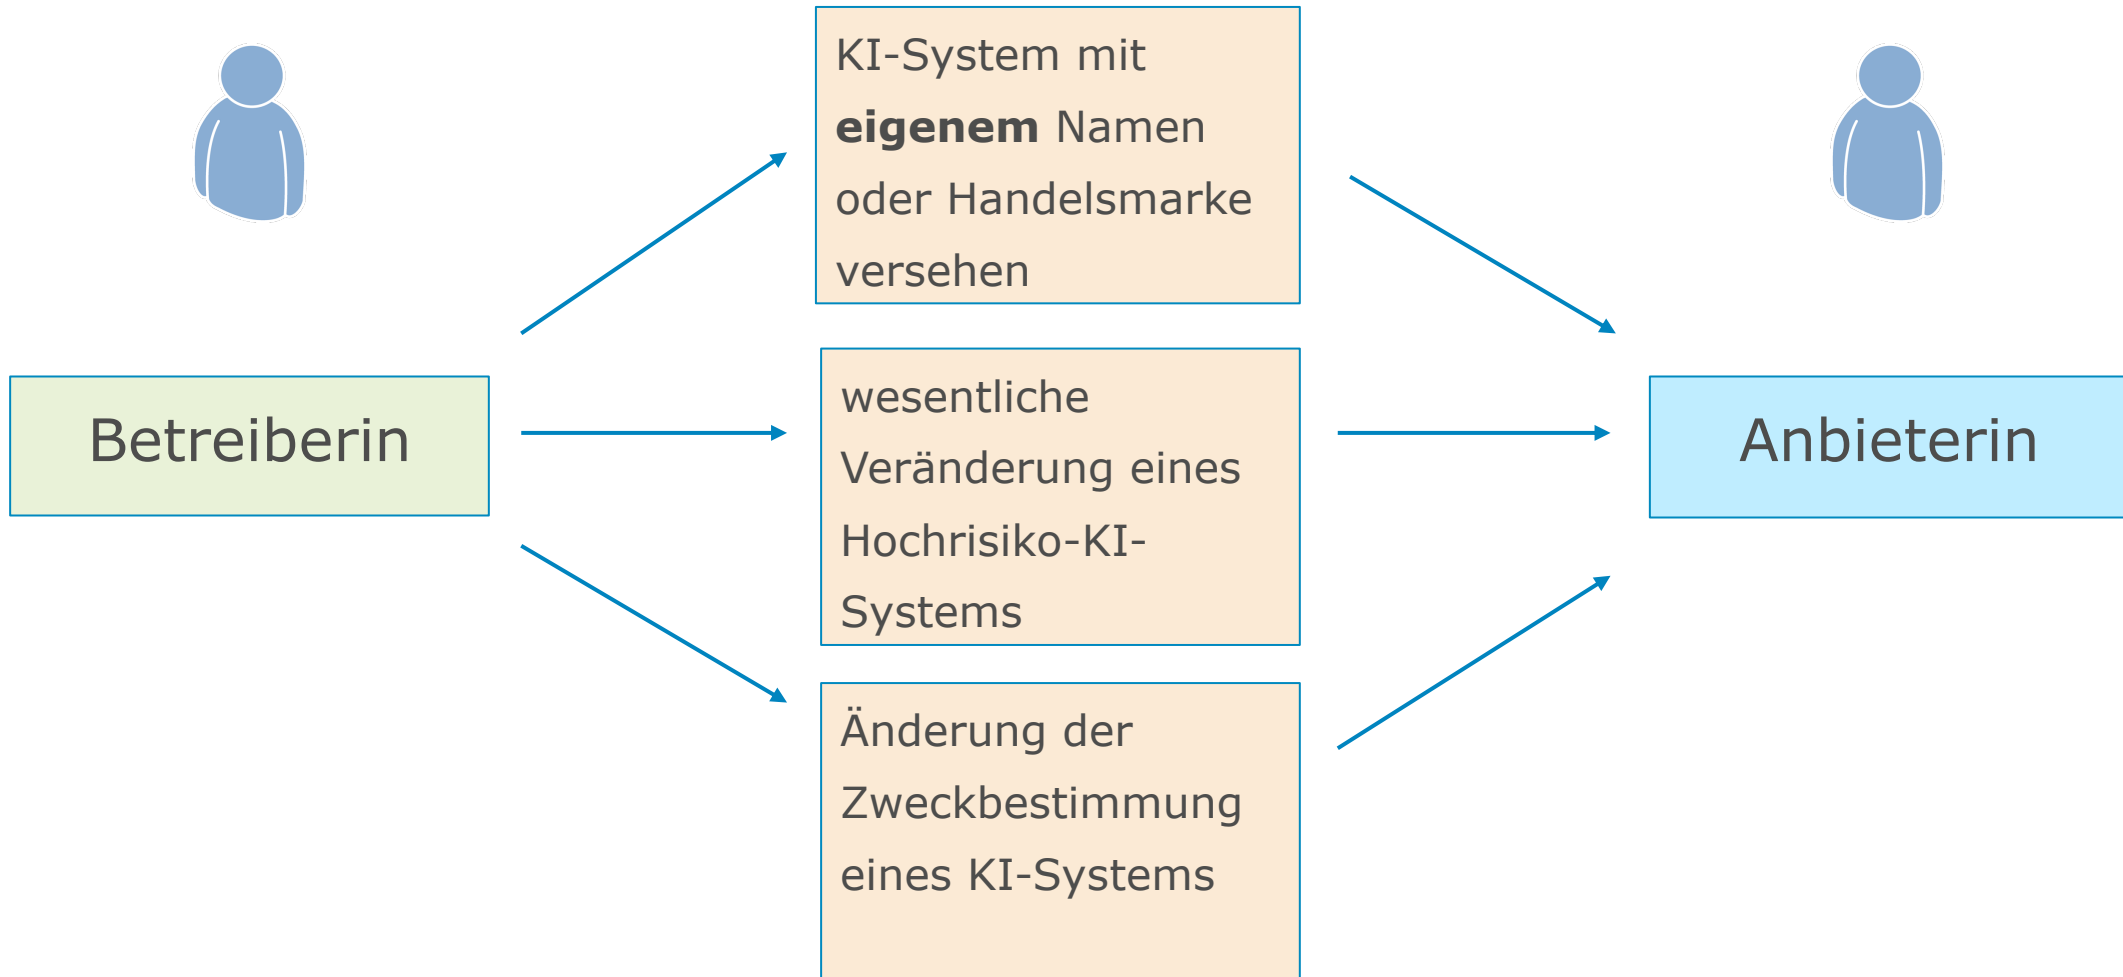 Betreiberin
KI-System mit
eigenem Namen
oder Handelsmarke
versehen
wesentliche
Veränderung eines
Hochrisiko-KI-
Systems
Änderung der
Zweckbestimmung
eines KI-Systems
Anbieterin